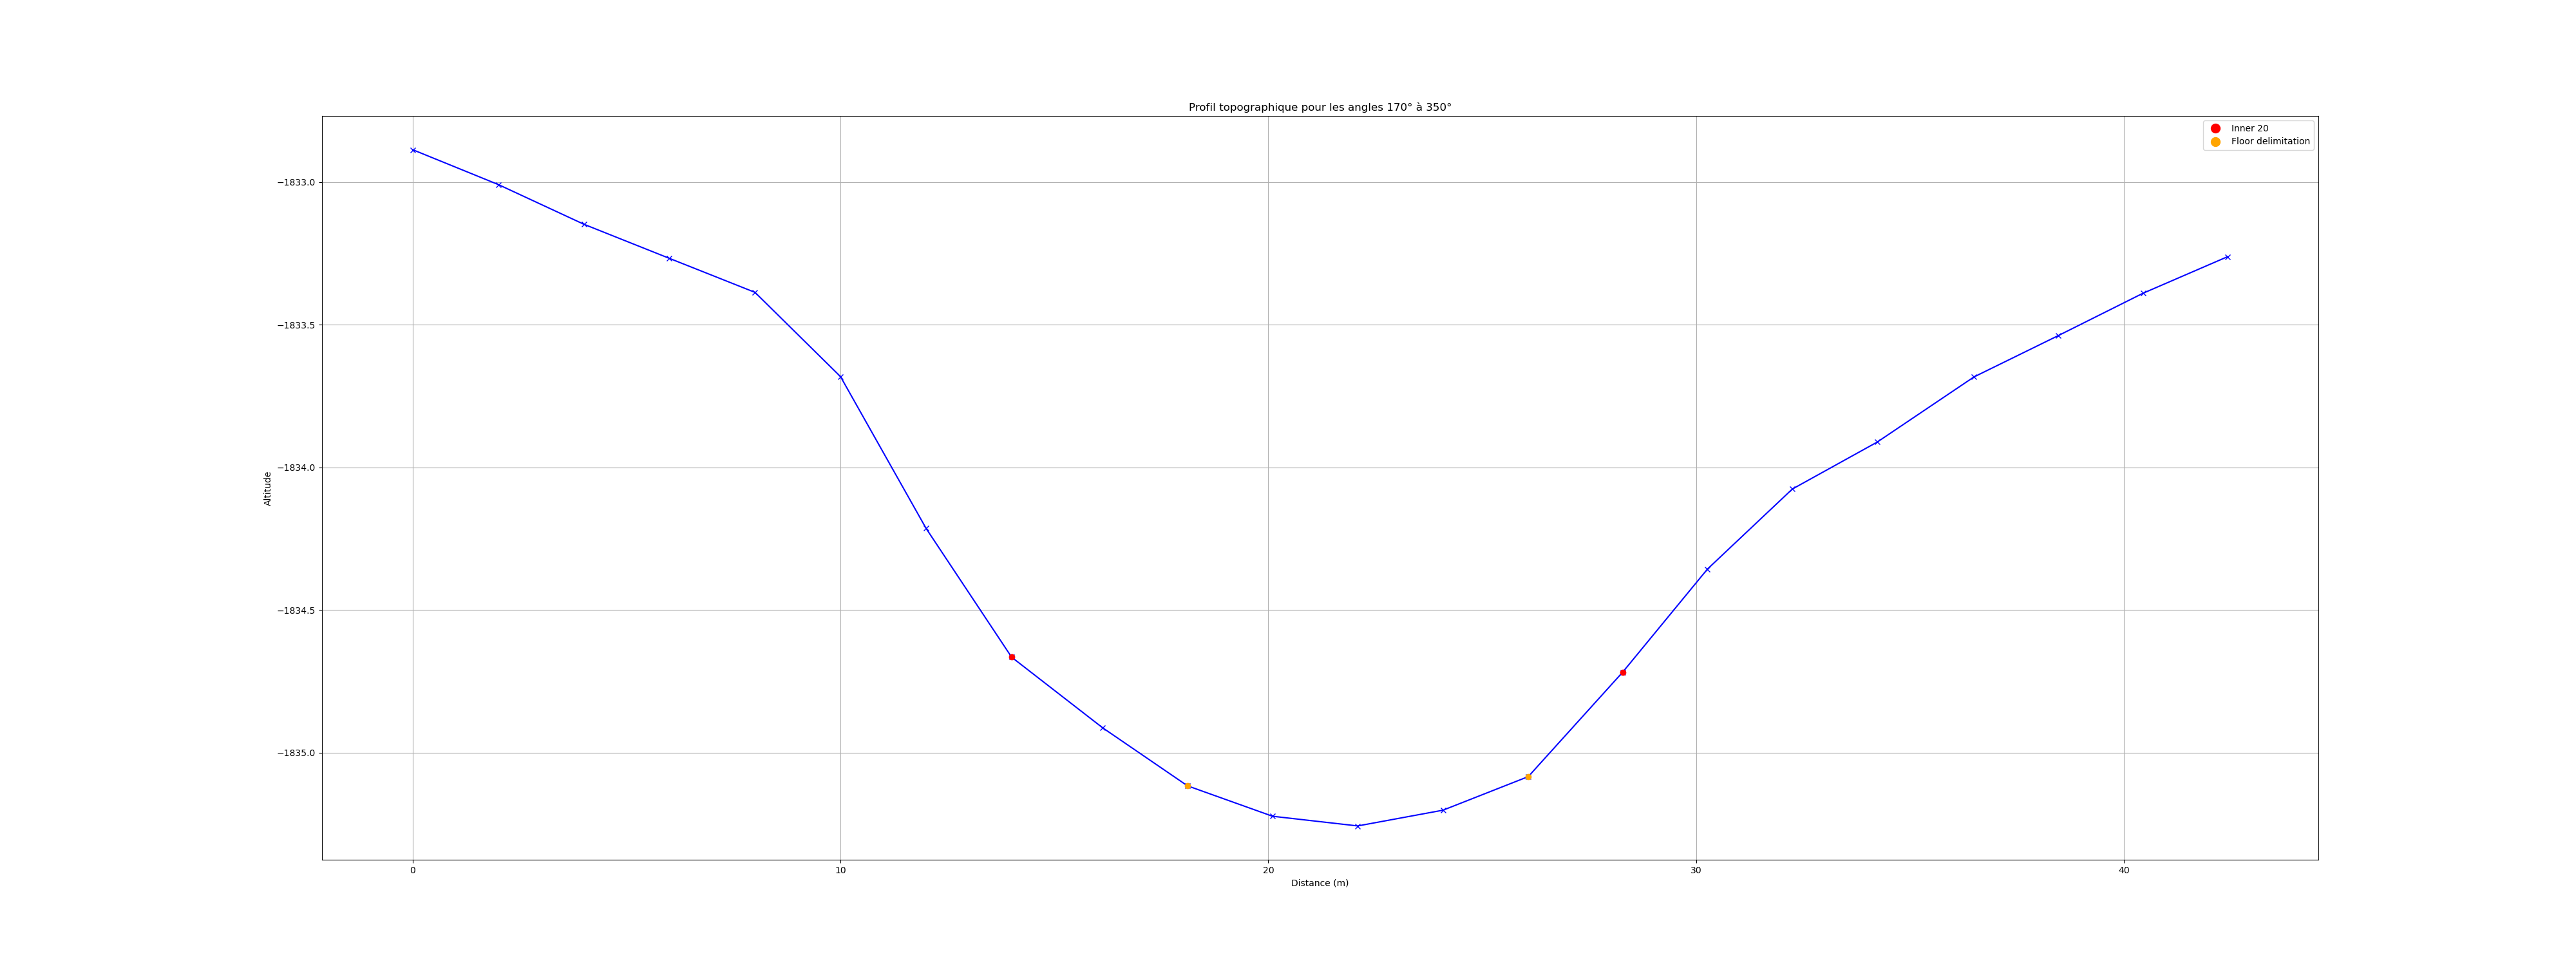 Profil topographique pour les angles 170° à 350°
Inner 20
Floor delimitation
−1833.0
−1833.5
−1834.0
−1834.5
−1835.0
Altitude
0 10 20 30 40
Distance (m)